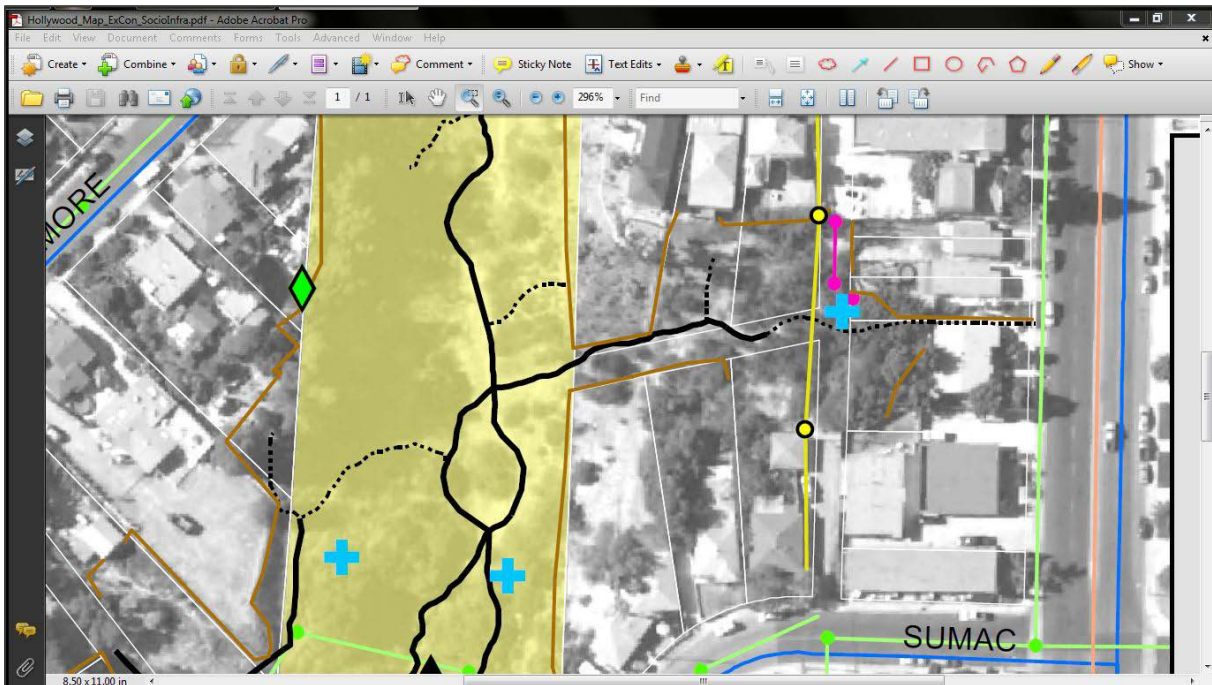 Hollywood_Map_ExCon_SocioInfra.pdf - Adobe Acrobat Pro
File Edit View Document Comments Forms Tools Advanced Window Help
Create Combine Comment Sticky Note Text Edits Show
1 / 1 296% Find
MORE
SUMAC
8.50 x 11.00 in